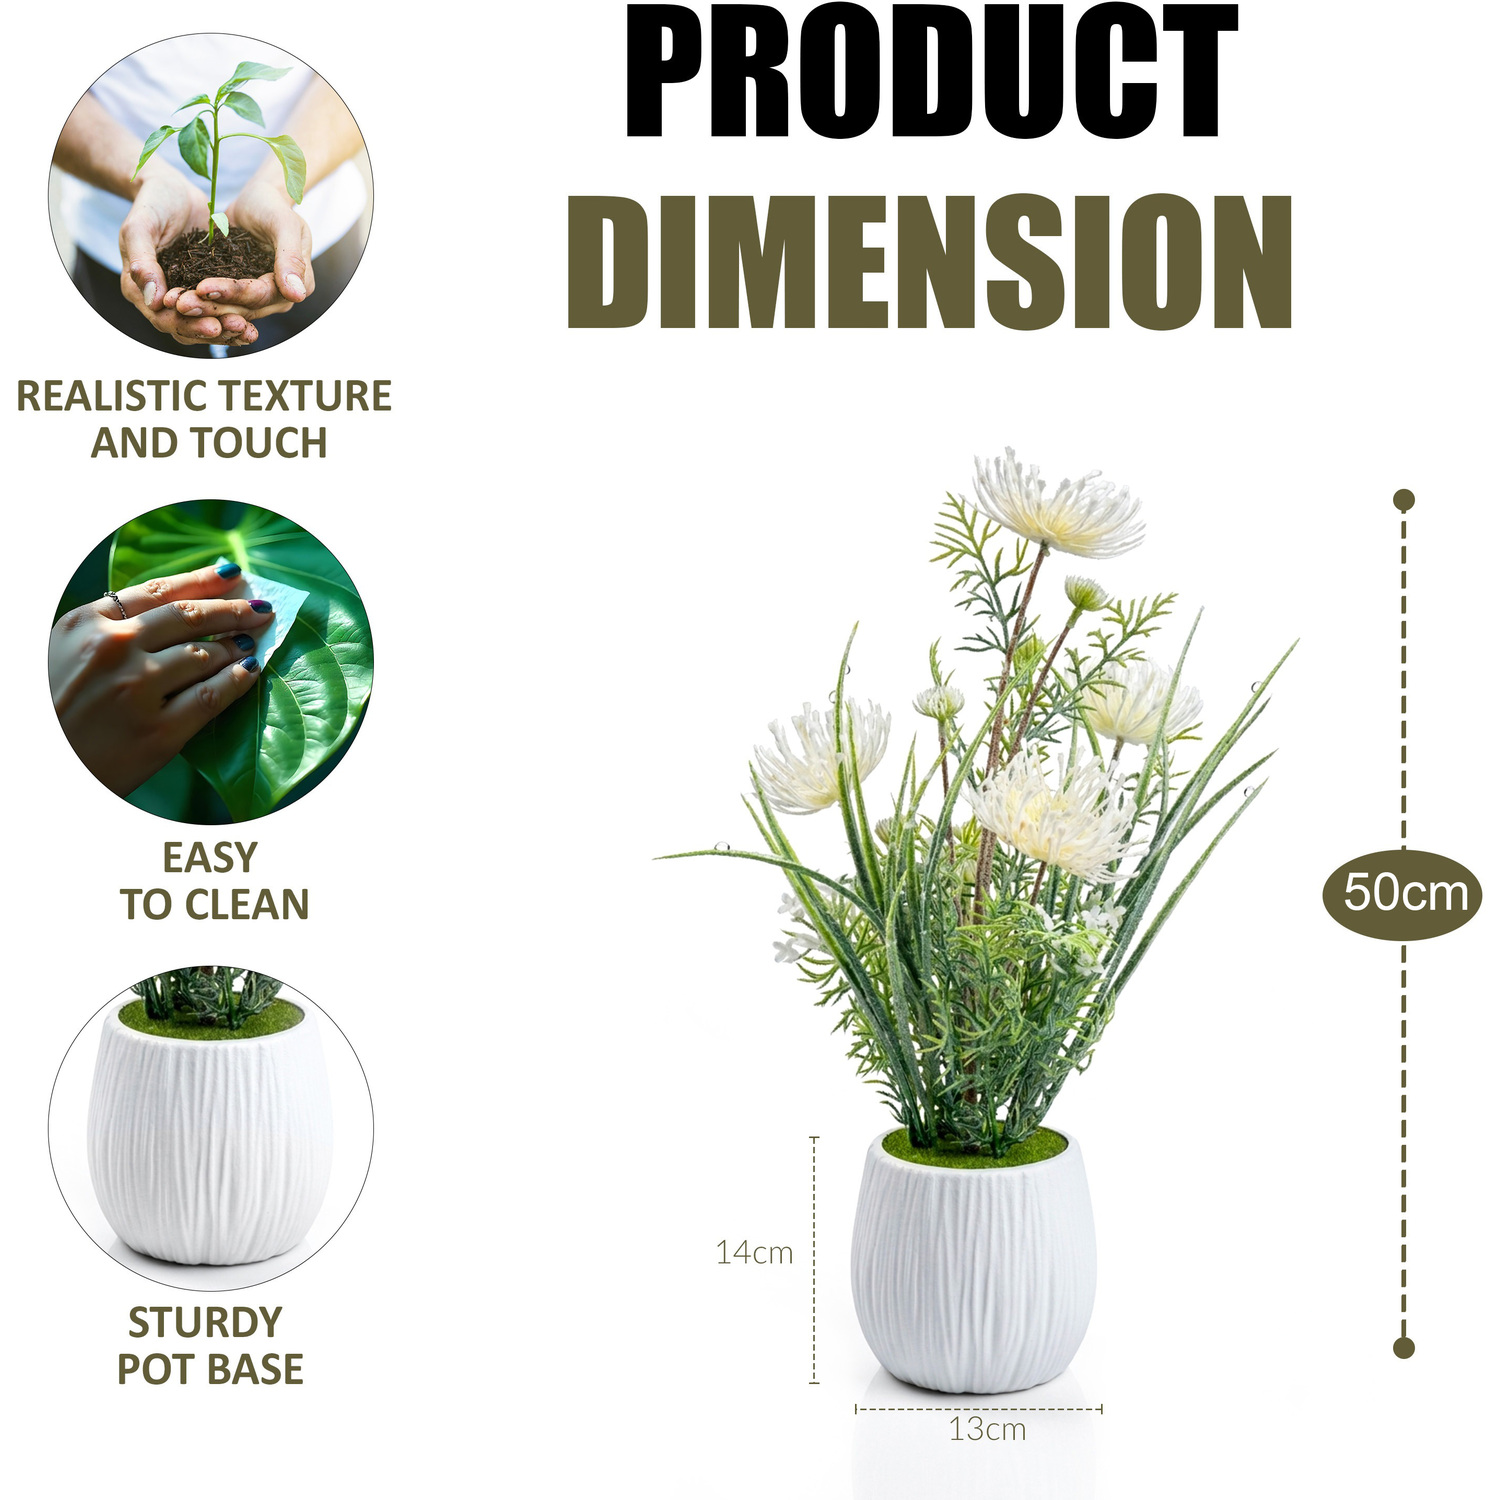 PRODUCT
DIMENSION
REALISTIC TEXTURE
AND TOUCH
EASY
TO CLEAN
STURDY
POT BASE
50cm
14cm
13cm